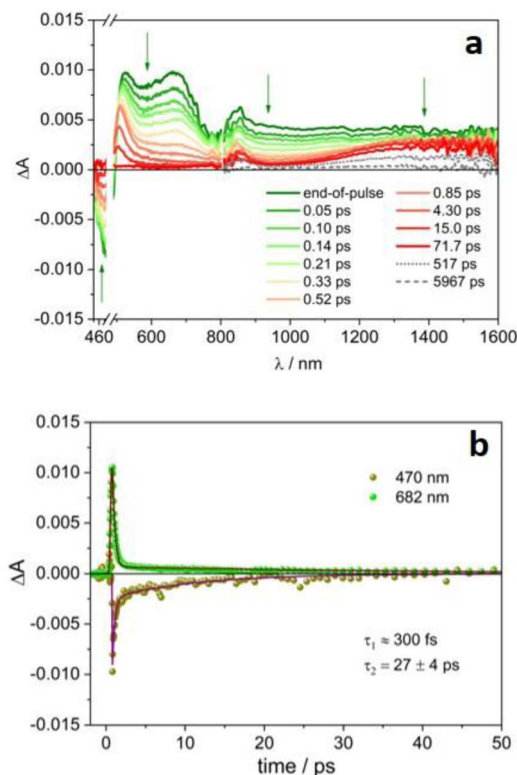 a
0.015
0.010
0.005
0.000
-0.005
-0.010
-0.015
ΔA
end-of-pulse
0.05 ps
0.10 ps
0.14 ps
0.21 ps
0.33 ps
0.52 ps
0.85 ps
4.30 ps
15.0 ps
71.7 ps
517 ps
5967 ps
460 600 800 1000 1200 1400 1600
λ / nm
b
0.015
0.010
0.005
0.000
-0.005
-0.010
-0.015
ΔA
470 nm
682 nm
τ₁ ≈ 300 fs
τ₂ = 27 ± 4 ps
0 10 20 30 40 50
time / ps